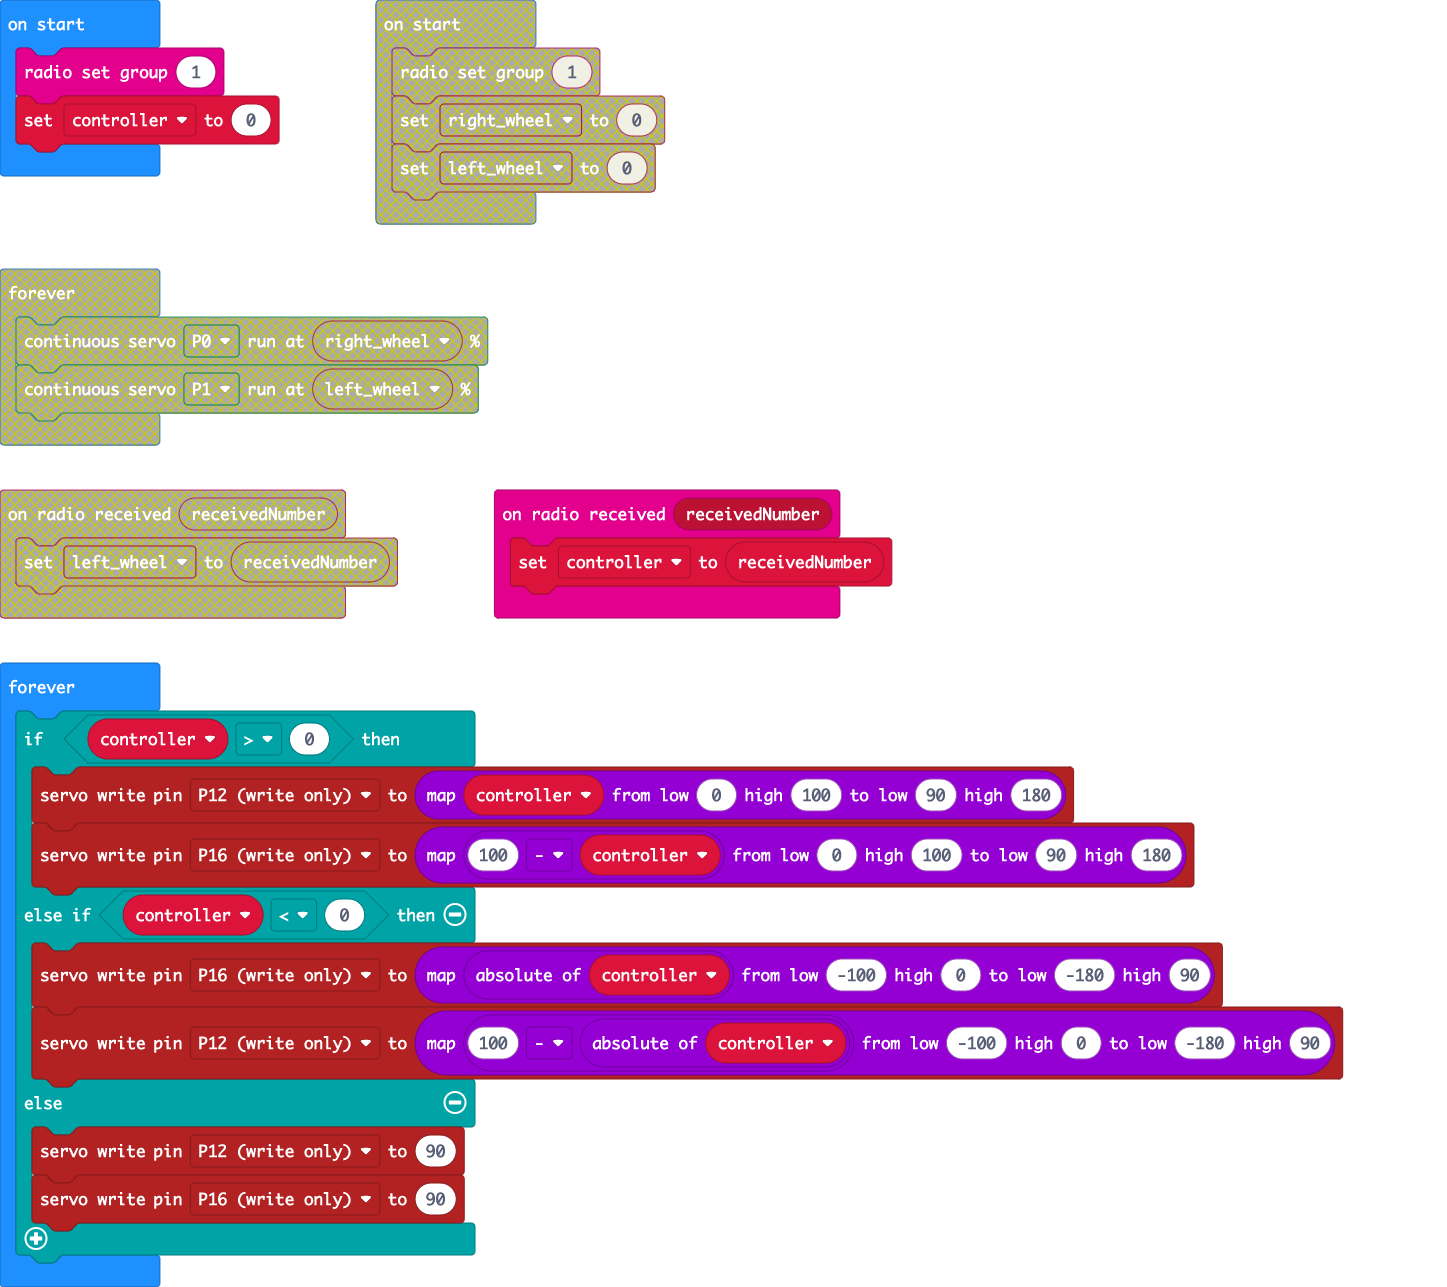 on start
radio set group 1
set controller to 0
on start
radio set group 1
set right_wheel to 0
set left_wheel to 0
forever
continuous servo P0 run at right_wheel %
continuous servo P1 run at left_wheel %
on radio received receivedNumber
set left_wheel to receivedNumber
on radio received receivedNumber
set controller to receivedNumber
forever
if controller > 0 then
servo write pin P12 (write only) to map controller from low 0 high 100 to low 90 high 180
servo write pin P16 (write only) to map 100 - controller from low 0 high 100 to low 90 high 180
else if controller < 0 then
servo write pin P16 (write only) to map absolute of controller from low -100 high 0 to low -180 high 90
servo write pin P12 (write only) to map 100 - absolute of controller from low -100 high 0 to low -180 high 90
else
servo write pin P12 (write only) to 90
servo write pin P16 (write only) to 90